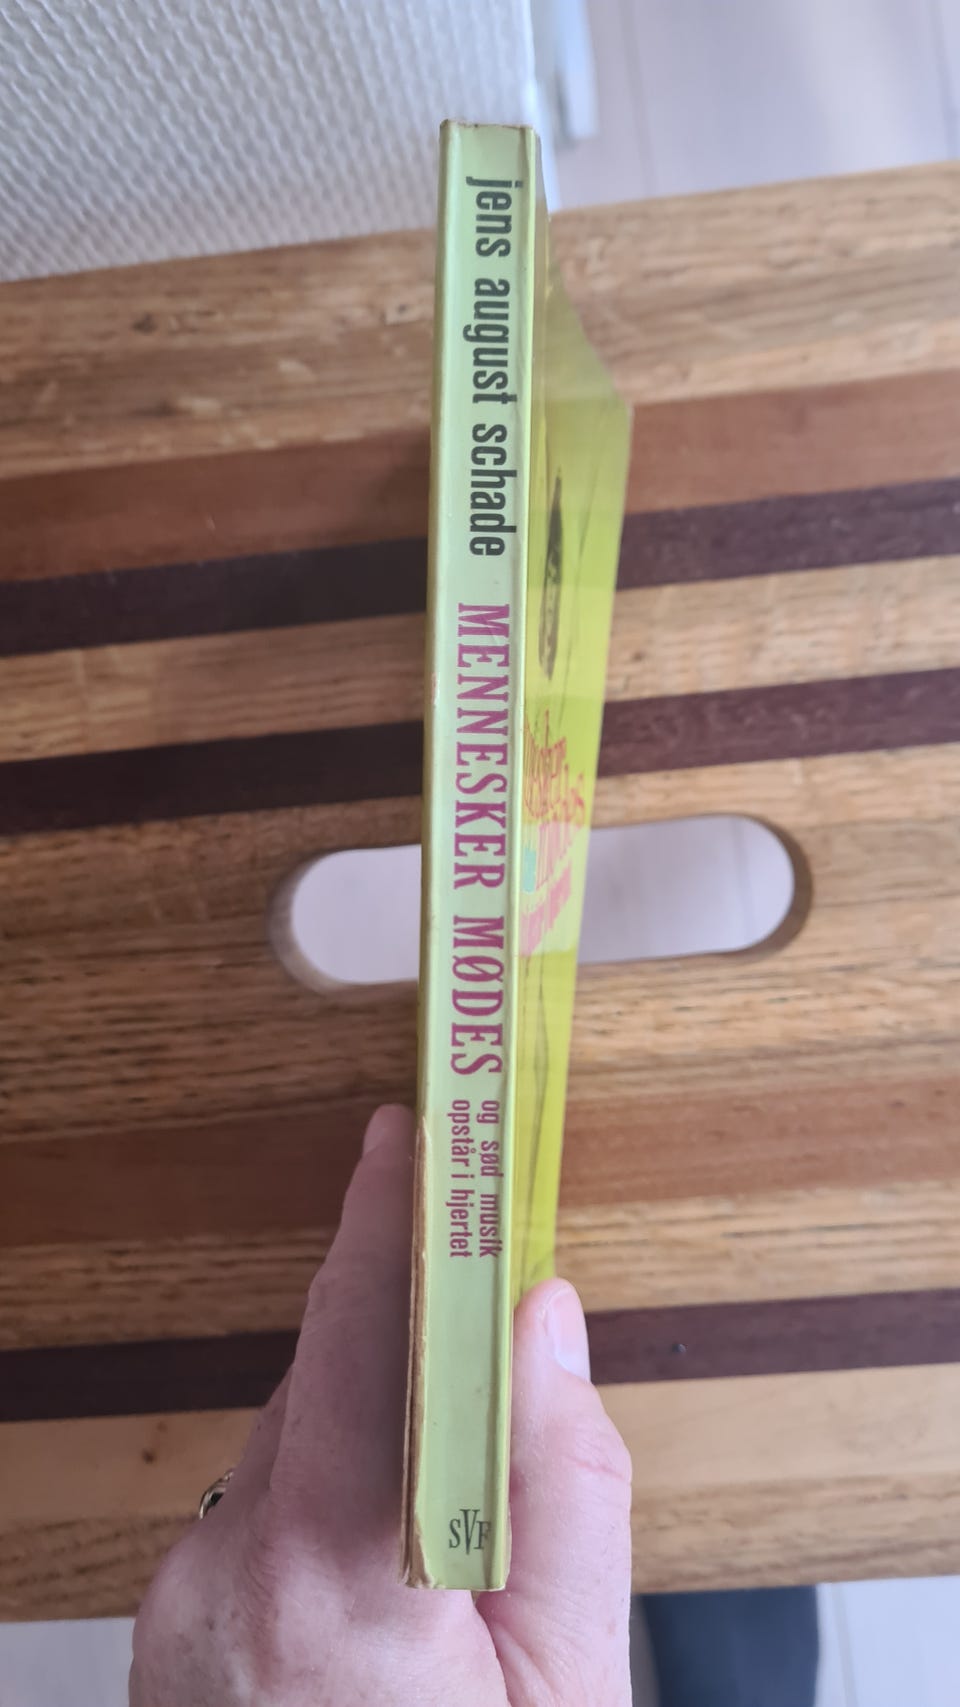 jens august schade
MENNESKER MØDES
og sød musik
opstår i hjertet
SVF